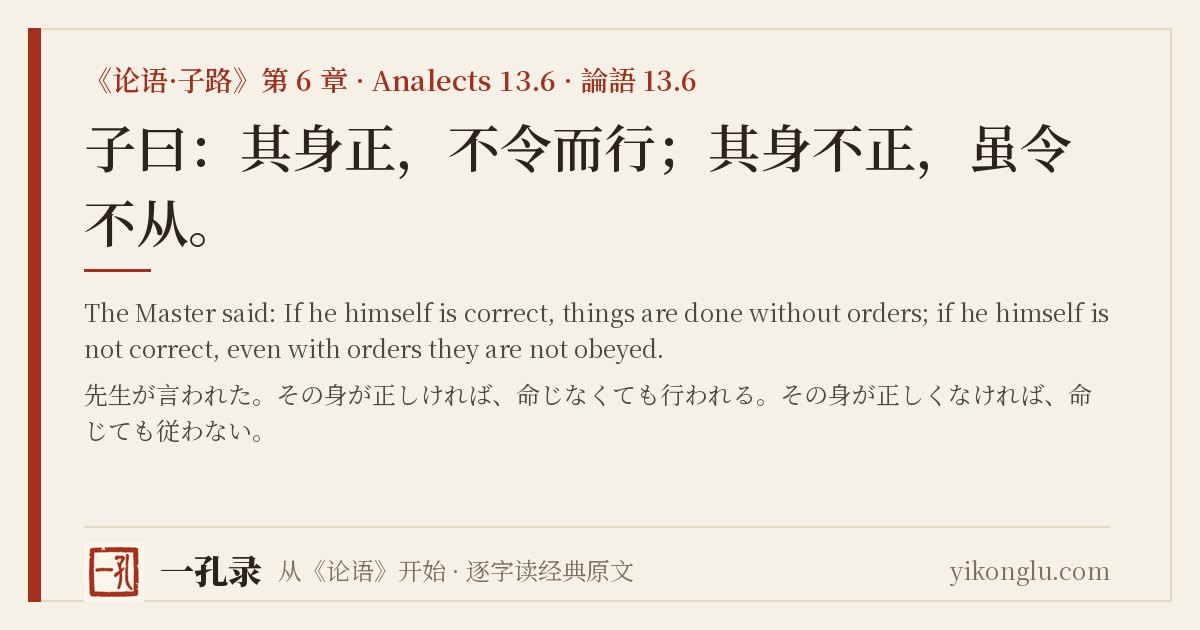 《论语·子路》第 6 章 · Analects 13.6 · 論語 13.6
子曰：其身正，不令而行；其身不正，虽令
不从。
The Master said: If he himself is correct, things are done without orders; if he himself is
not correct, even with orders they are not obeyed.
先生が言われた。その身が正しければ、命じなくても行われる。その身が正しくなければ、命
じても従わない。
一孔
一孔录 从《论语》开始 · 逐字读经典原文 yikonglu.com